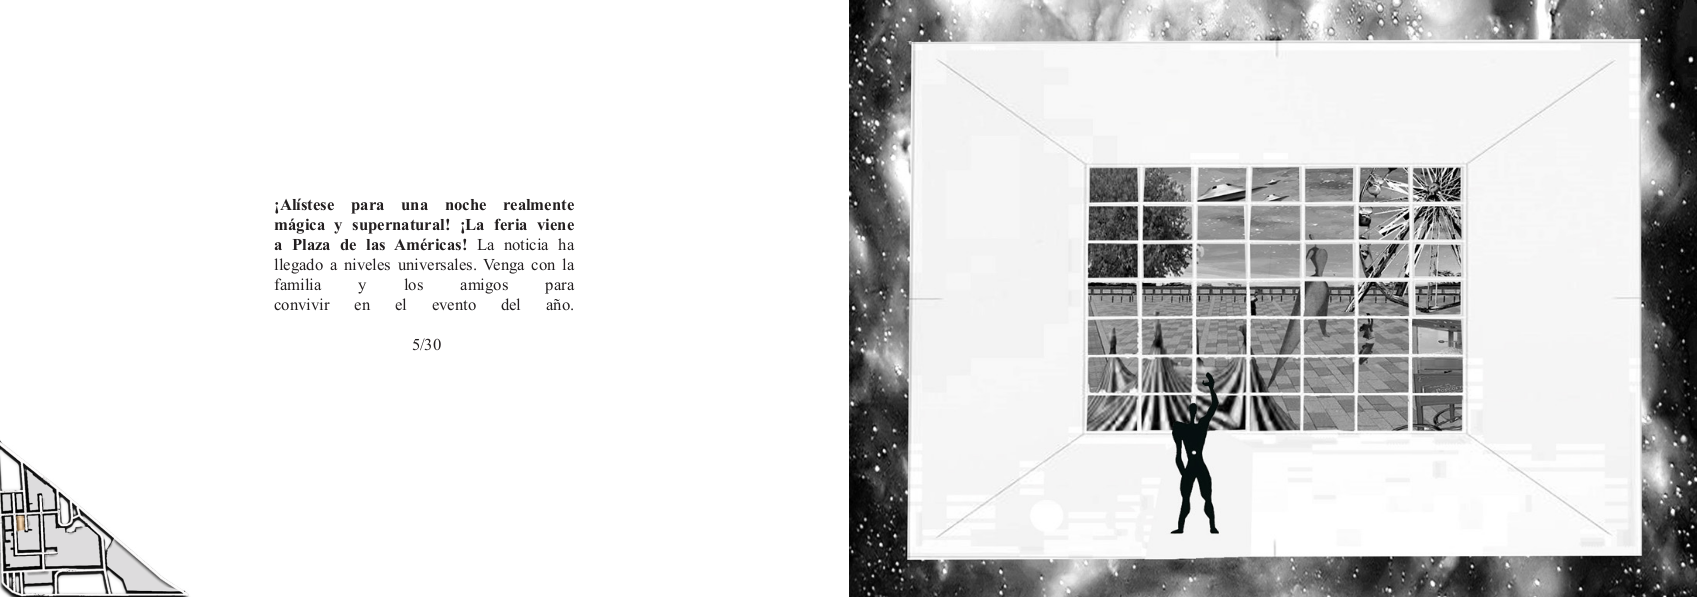 ¡Alístese para una noche realmente
mágica y supernatural! ¡La feria viene
a Plaza de las Américas! La noticia ha
llegado a niveles universales. Venga con la
familia y los amigos para
convivir en el evento del año.
5/30